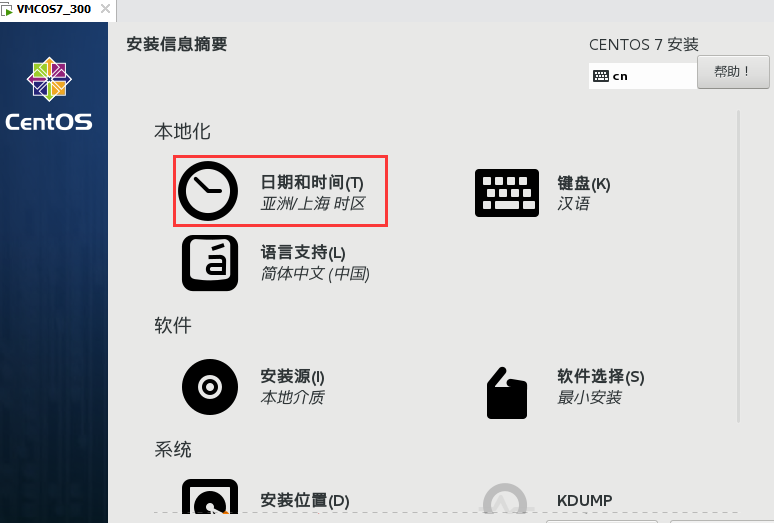 VMCOS7_300
安装信息摘要
CENTOS 7 安装
cn
帮助！
CentOS
本地化
日期和时间(T)
亚洲/上海 时区
键盘(K)
汉语
语言支持(L)
简体中文 (中国)
软件
安装源(I)
本地介质
软件选择(S)
最小安装
系统
安装位置(D)
KDUMP